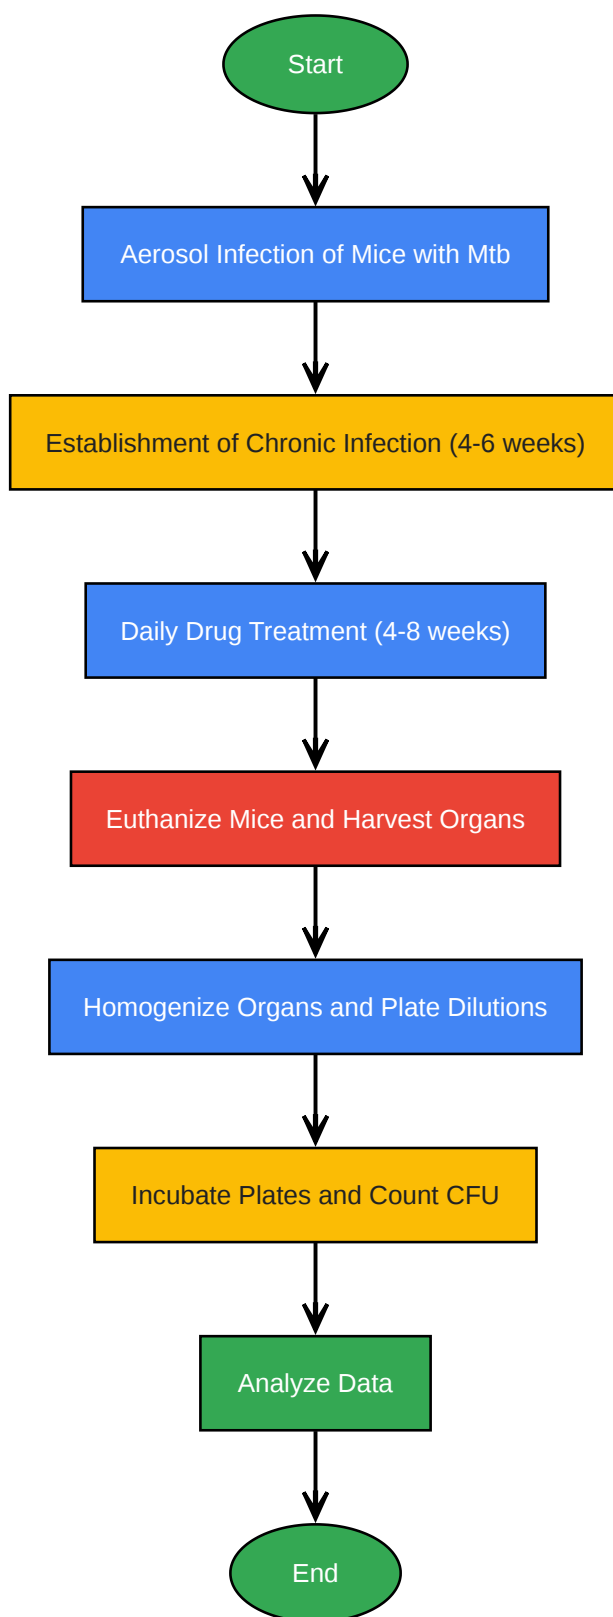 Start
Aerosol Infection of Mice with Mtb
Establishment of Chronic Infection (4-6 weeks)
Daily Drug Treatment (4-8 weeks)
Euthanize Mice and Harvest Organs
Homogenize Organs and Plate Dilutions
Incubate Plates and Count CFU
Analyze Data
End